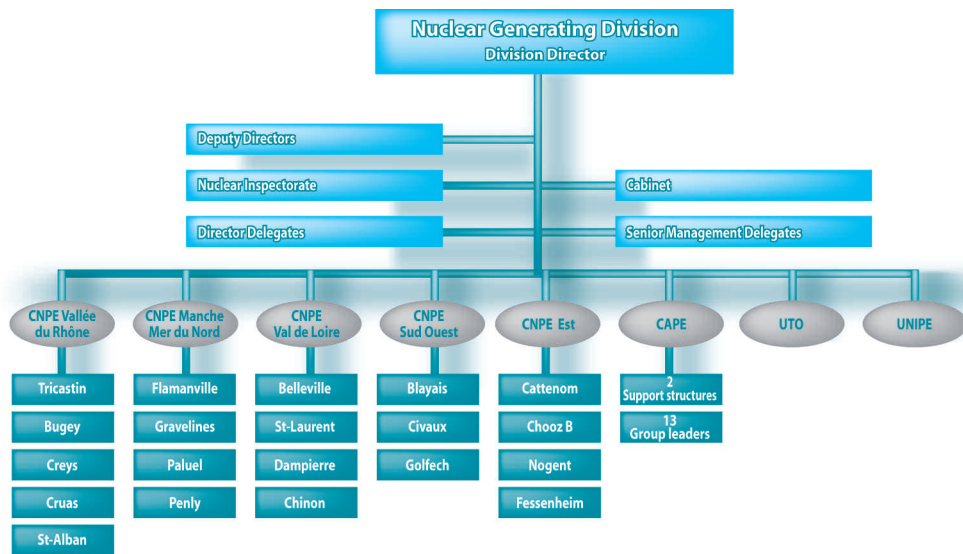 Nuclear Generating Division
Division Director
Deputy Directors
Nuclear Inspectorate
Cabinet
Director Delegates
Senior Management Delegates
CNPE Vallée
du Rhône
CNPE Manche
Mer du Nord
CNPE
Val de Loire
CNPE
Sud Ouest
CNPE Est
CAPE
UTO
UNIPE
Tricastin
Bugey
Creys
Cruas
St-Alban
Flamanville
Gravelines
Paluel
Penly
Belleville
St-Laurent
Dampierre
Chinon
Blayais
Civaux
Golfech
Cattenom
Chooz B
Nogent
Fessenheim
2
Support structures
13
Group leaders